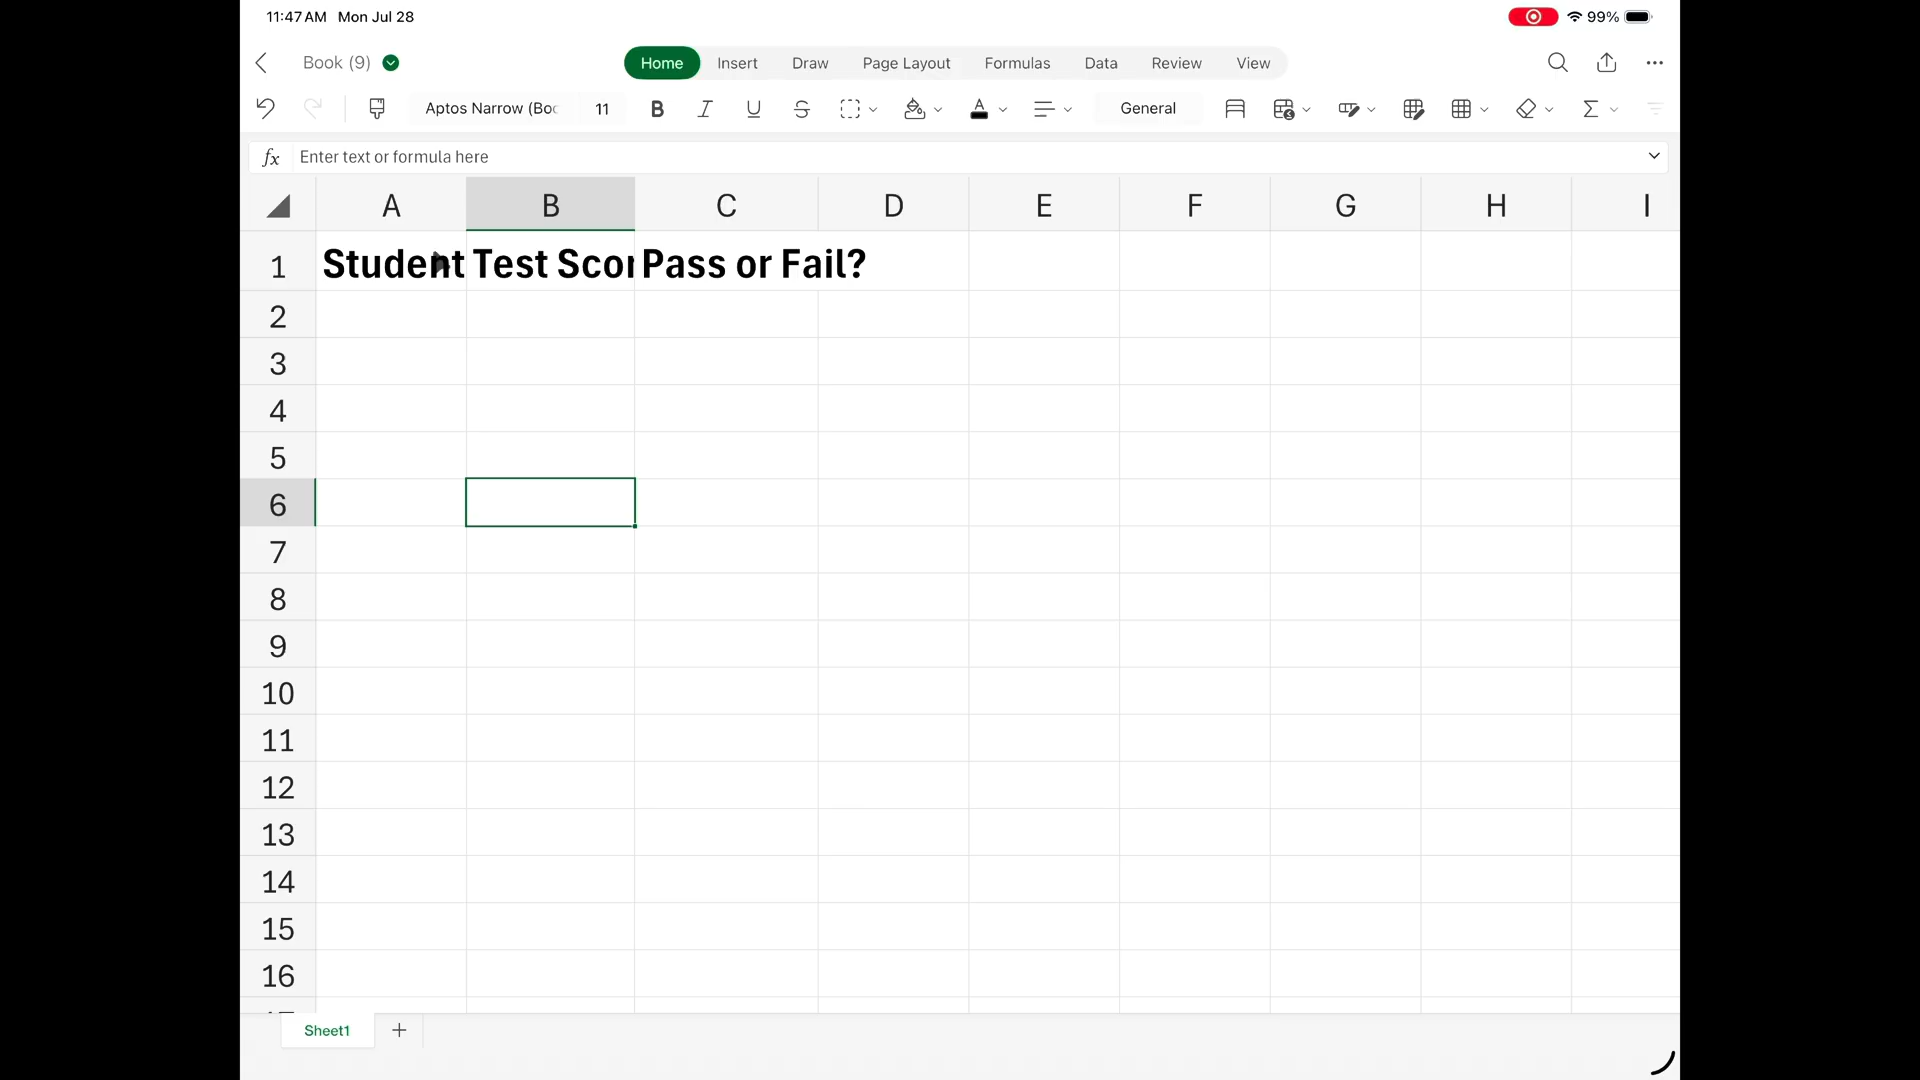 11:47 AM Mon Jul 28
99%
Book (9)
Home Insert Draw Page Layout Formulas Data Review View
Aptos Narrow (Boc 11 B I U S A General Σ
fx Enter text or formula here
A B C D E F G H I
1 Student Test Scor Pass or Fail?
2
3
4
5
6
7
8
9
10
11
12
13
14
15
16
Sheet1 +